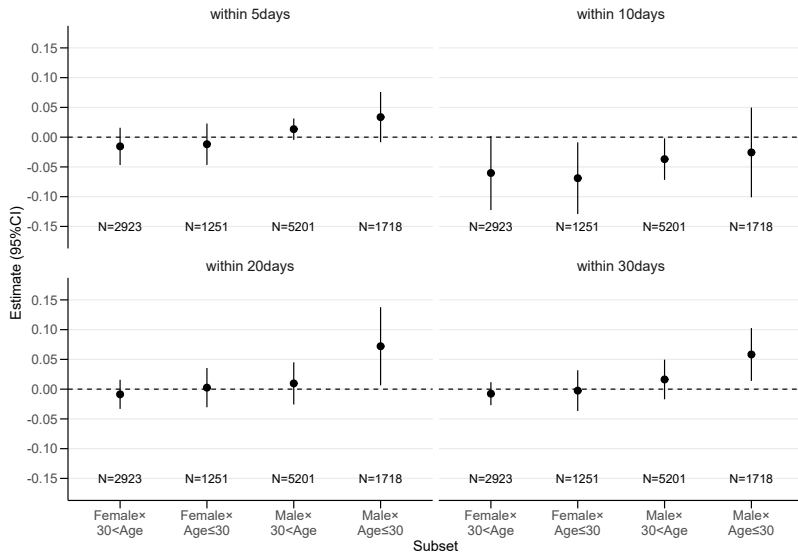 within 5days
within 10days
0.15
0.10
0.05
0.00
-0.05
-0.10
-0.15
N=2923 N=1251 N=5201 N=1718
N=2923 N=1251 N=5201 N=1718
Estimate (95%CI)
within 20days
within 30days
0.15
0.10
0.05
0.00
-0.05
-0.10
-0.15
N=2923 N=1251 N=5201 N=1718
N=2923 N=1251 N=5201 N=1718
Female× Female× Male× Male×
30<Age Age≤30 30<Age Age≤30
Female× Female× Male× Male×
30<Age Age≤30 30<Age Age≤30
Subset